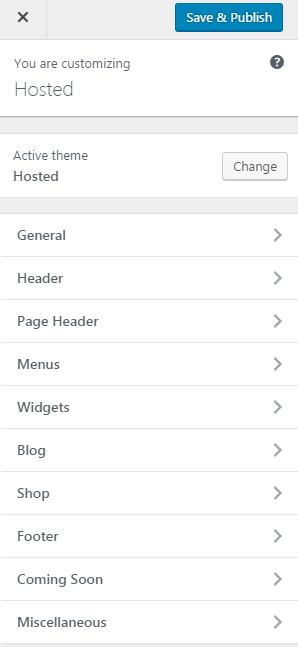 × Save & Publish
You are customizing ?
Hosted
Active theme
Hosted
Change
General
Header
Page Header
Menus
Widgets
Blog
Shop
Footer
Coming Soon
Miscellaneous